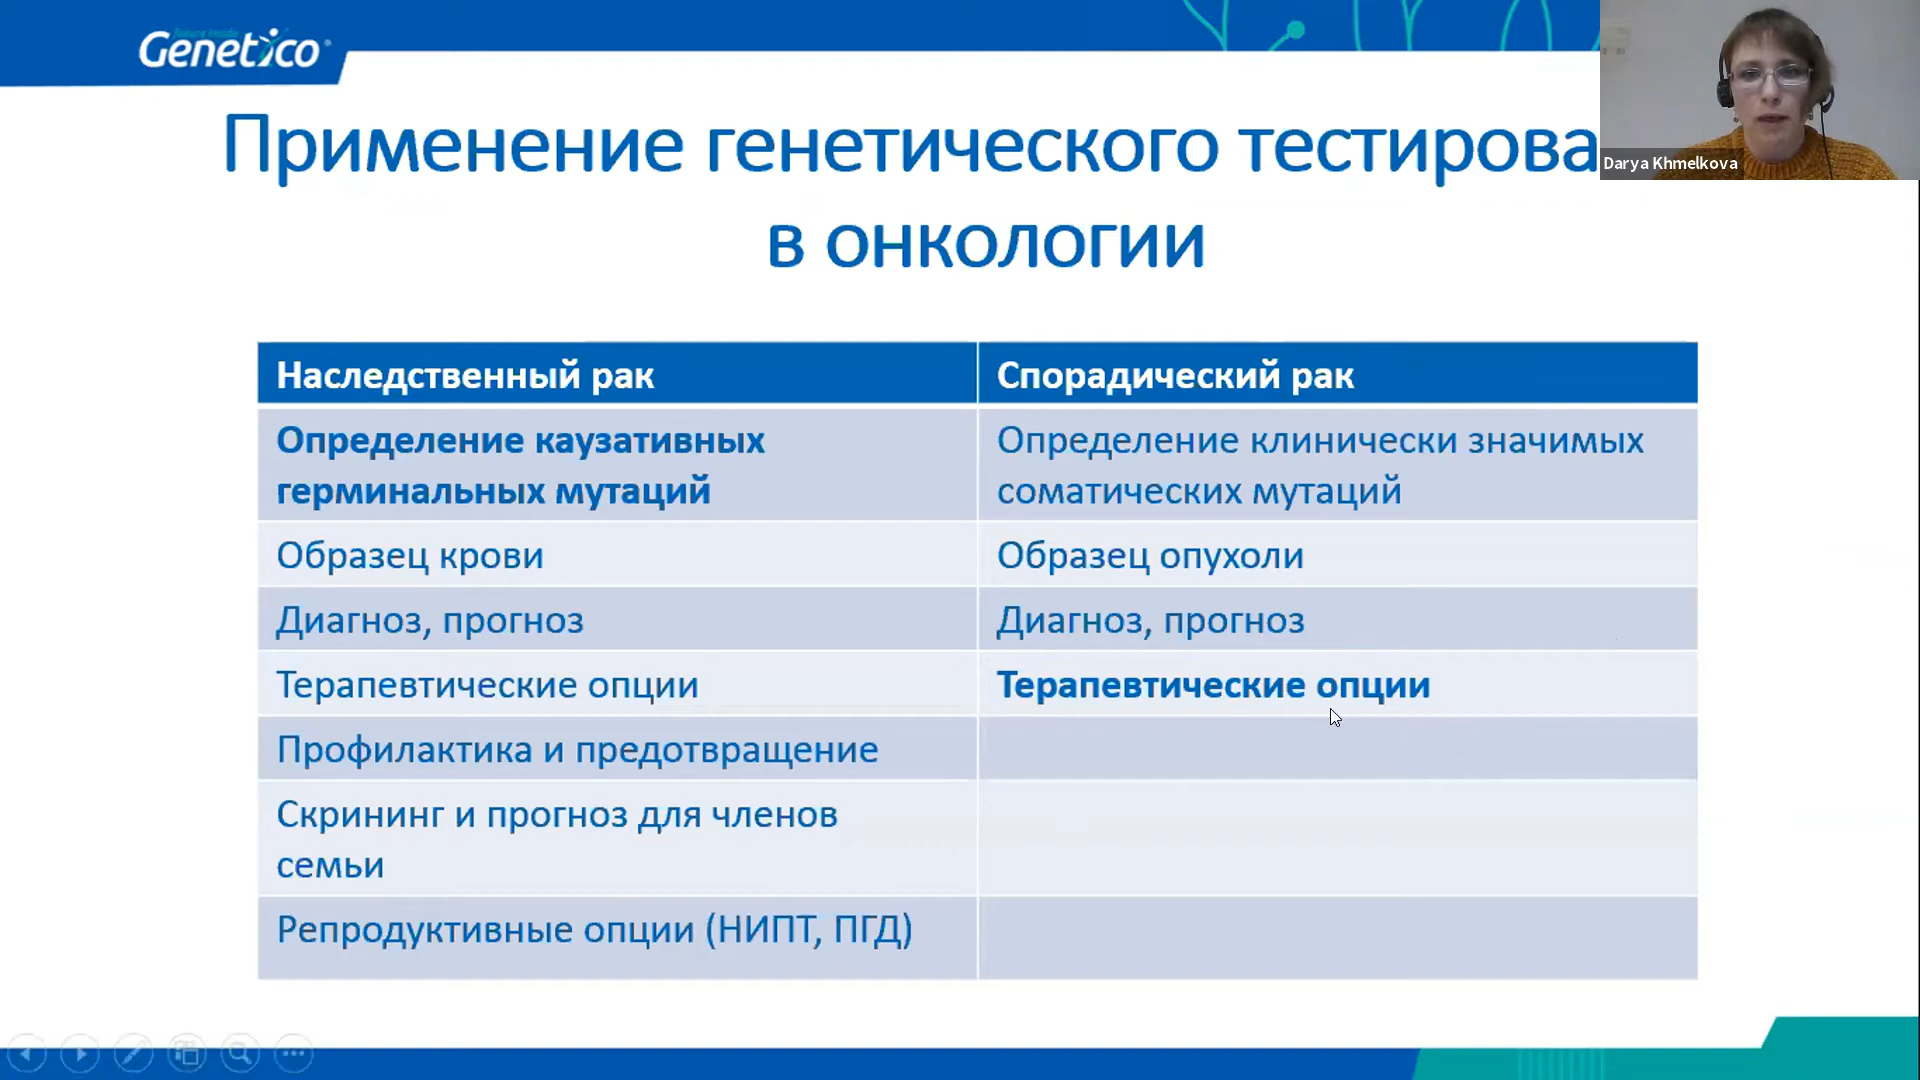 Genetico
Применение генетического тестирова
в онкологии
Darya Khmelkova
Наследственный рак
Спорадический рак
Определение каузативных
герминальных мутаций
Определение клинически значимых
соматических мутаций
Образец крови
Образец опухоли
Диагноз, прогноз
Диагноз, прогноз
Терапевтические опции
Терапевтические опции
Профилактика и предотвращение
Скрининг и прогноз для членов
семьи
Репродуктивные опции (НИПТ, ПГД)